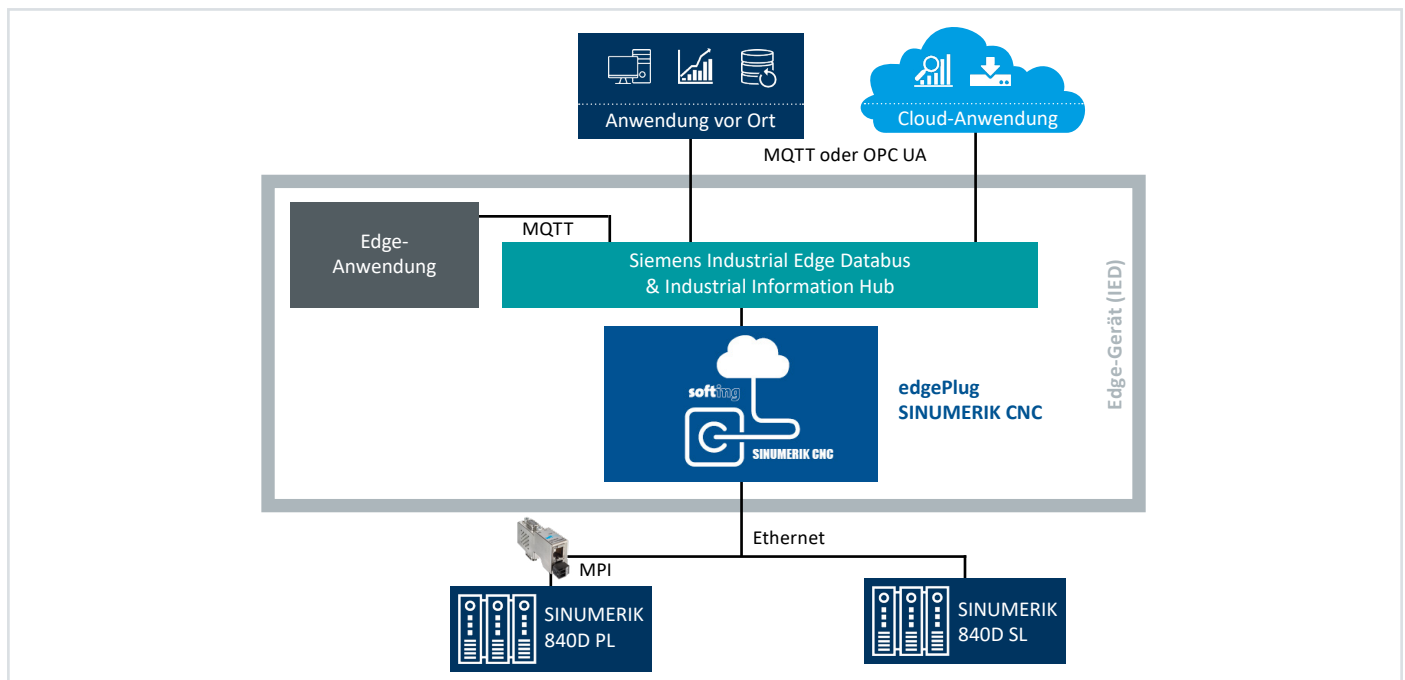 Anwendung vor Ort
Cloud-Anwendung
MQTT oder OPC UA
Edge-
Anwendung
MQTT
Siemens Industrial Edge Databus
& Industrial Information Hub
Edge-Gerät (IED)
softing
SINUMERIK CNC
edgePlug
SINUMERIK CNC
Ethernet
MPI
SINUMERIK
840D PL
SINUMERIK
840D SL